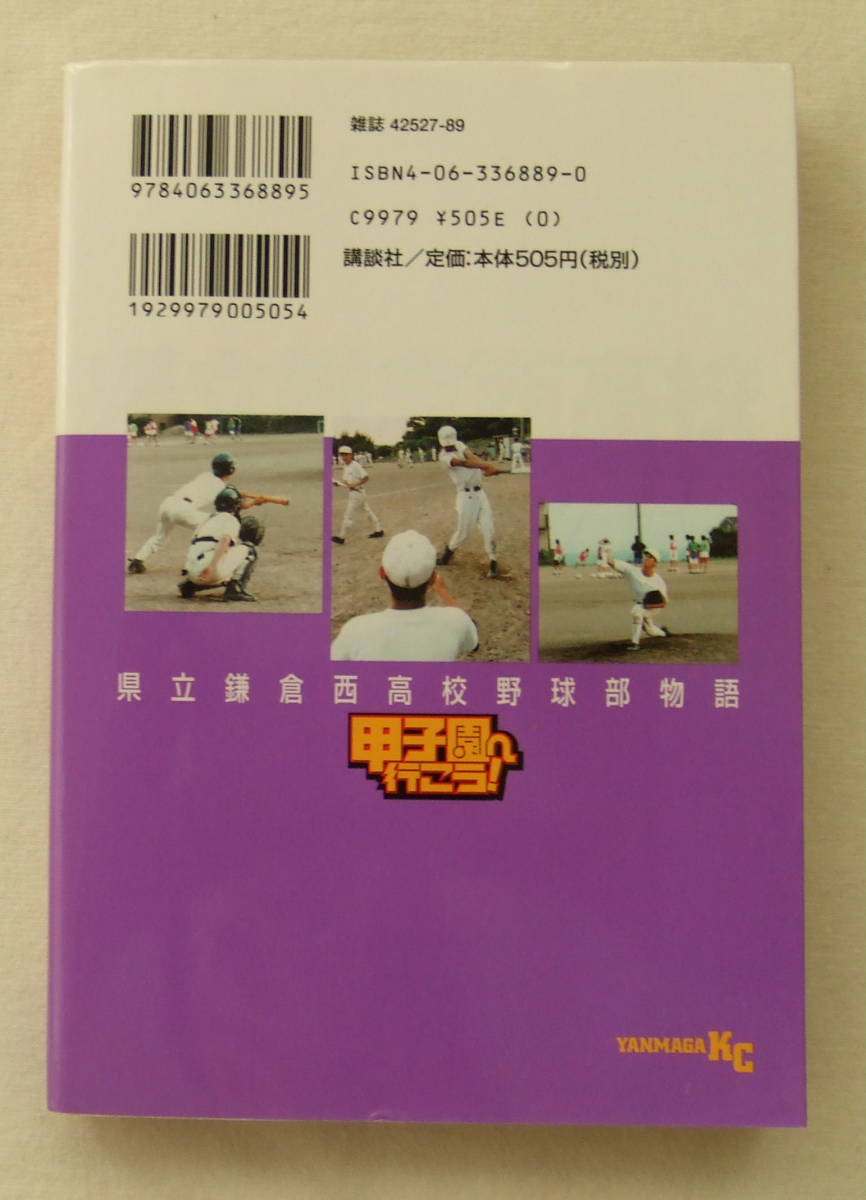 9784063368895
雑誌 42527-89
ISBN4-06-336889-0
C9979 ¥505E (0)
1929979005054
講談社／定価：本体505円（税別）
県立鎌倉西高校野球部物語
甲子園へ
行こう！
YANMAGA KC